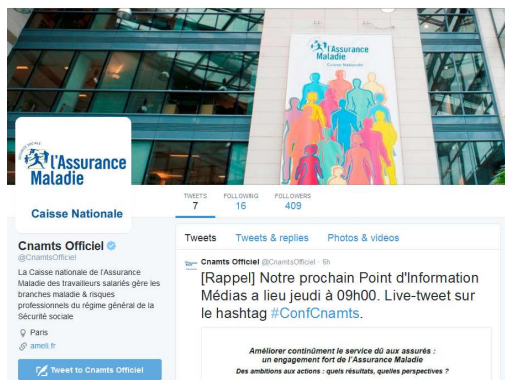 l'Assurance
Maladie
Caisse Nationale
SÉCURITÉ SOCIALE
l'Assurance
Maladie
Caisse Nationale
TWEETS
FOLLOWING
FOLLOWERS
7
16
409
Cnamts Officiel
@CnamtsOfficiel
La Caisse nationale de l'Assurance
Maladie des travailleurs salariés gère les
branches maladie & risques
professionnels du régime général de la
Sécurité sociale
Paris
ameli.fr
Tweet to Cnamts Officiel
Tweets
Tweets & replies
Photos & videos
Cnamts Officiel @CnamtsOfficiel · 5h
[Rappel] Notre prochain Point d'Information
Médias a lieu jeudi à 09h00. Live-tweet sur
le hashtag #ConfCnamts.
Améliorer continûment le service dû aux assurés :
un engagement fort de l'Assurance Maladie
Des ambitions aux actions : quels résultats, quelles perspectives ?